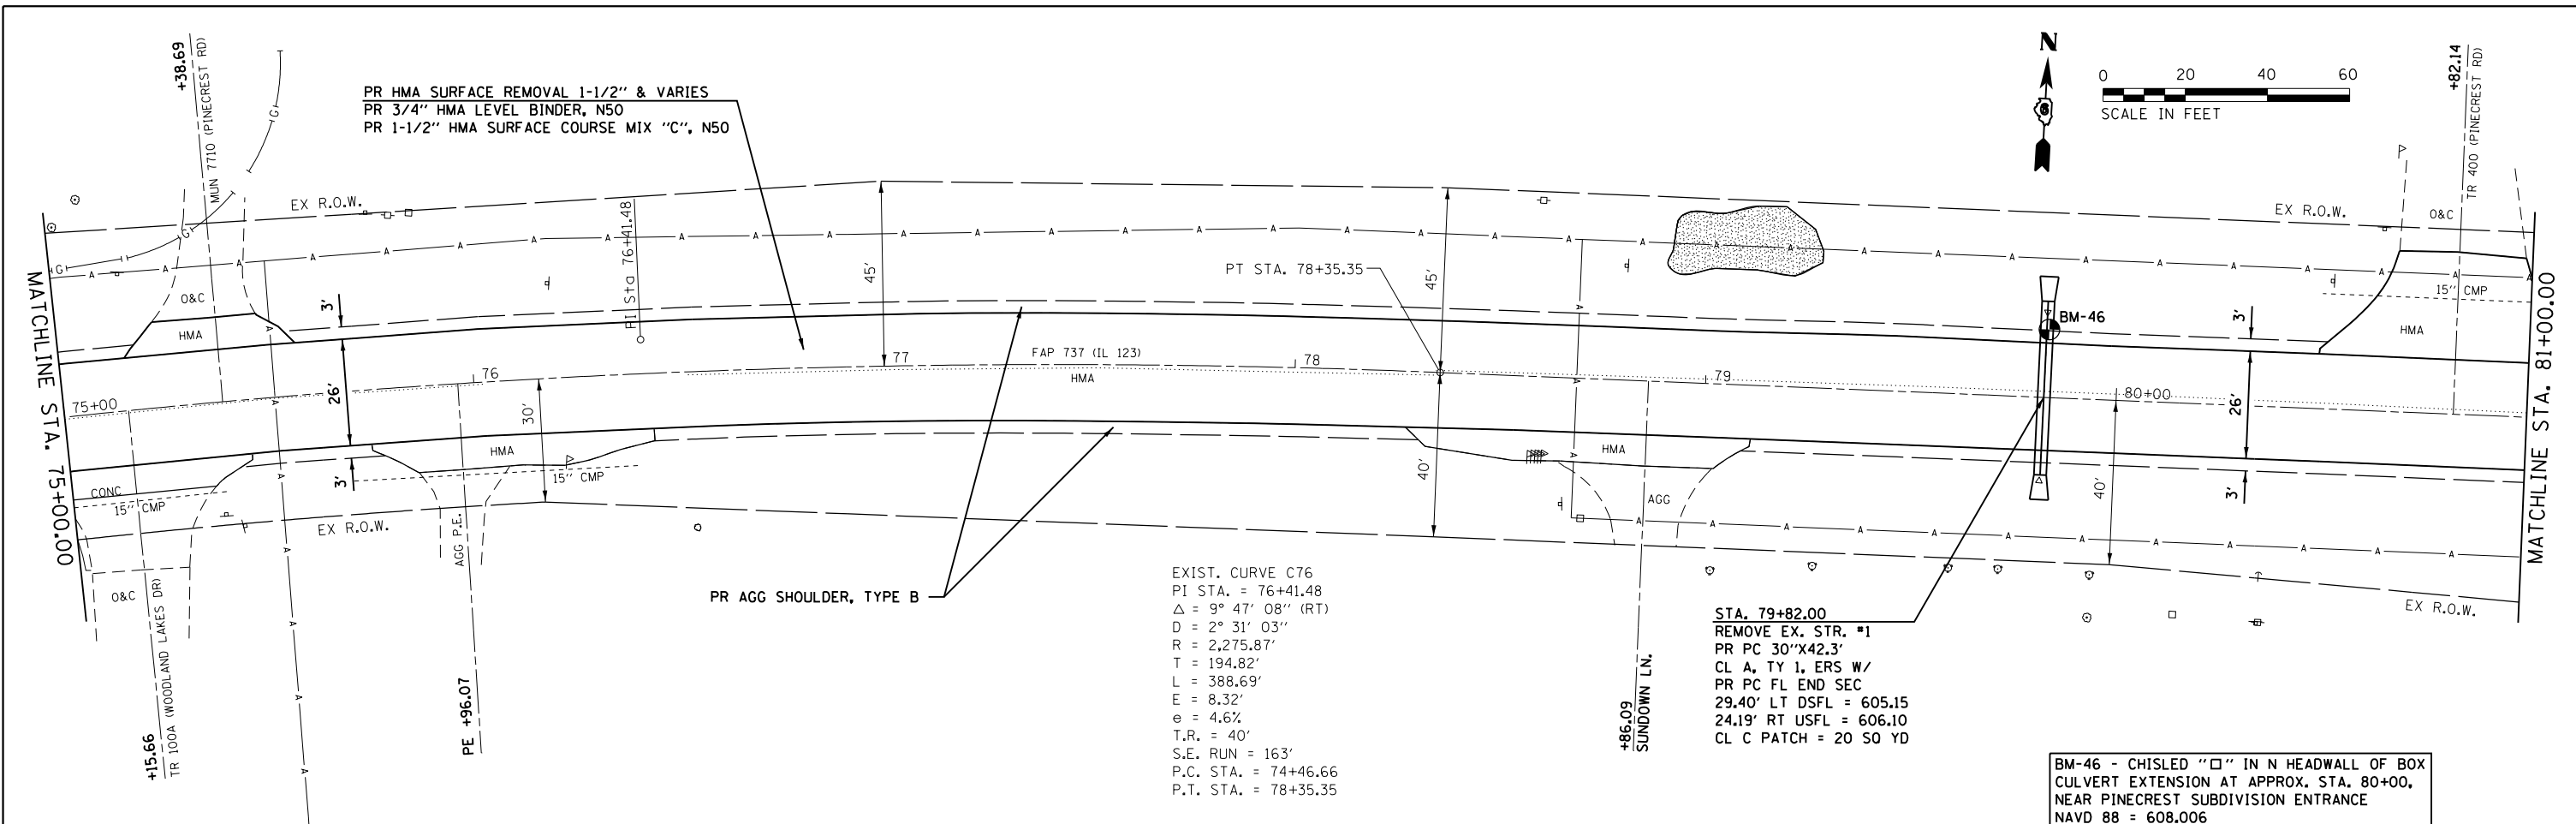 +38.69
MUN 7710 (PINECREST RD)
PR HMA SURFACE REMOVAL 1-1/2" & VARIES
PR 3/4" HMA LEVEL BINDER, N50
PR 1-1/2" HMA SURFACE COURSE MIX "C", N50
N
0 20 40 60
SCALE IN FEET
+82.14
TR 400 (PINECREST RD)
G
G
G
EX R.O.W.
PI Sta 76+41.48
45'
45'
PT STA. 78+35.35
EX R.O.W.
O&C
15" CMP
HMA
MATCHLINE STA. 75+00.00
O&C
HMA
3'
26'
3'
75+00
76
77
FAP 737 (IL 123)
HMA
78
79
80+00
BM-46
3'
26'
3'
MATCHLINE STA. 81+00.00
CONC
15" CMP
O&C
EX R.O.W.
HMA
15" CMP
30'
AGG P.E.
40'
HMA
AGG
40'
EX R.O.W.
+15.66
TR 100A (WOODLAND LAKES DR)
PE +96.07
PR AGG SHOULDER, TYPE B
EXIST. CURVE C76
PI STA. = 76+41.48
△ = 9° 47' 08" (RT)
D = 2° 31' 03"
R = 2,275.87'
T = 194.82'
L = 388.69'
E = 8.32'
e = 4.6%
T.R. = 40'
S.E. RUN = 163'
P.C. STA. = 74+46.66
P.T. STA. = 78+35.35
+86.09
SUNDOWN LN.
STA. 79+82.00
REMOVE EX. STR. #1
PR PC 30"X42.3'
CL A, TY 1, ERS W/
PR PC FL END SEC
29.40' LT DSFL = 605.15
24.19' RT USFL = 606.10
CL C PATCH = 20 SQ YD
BM-46 - CHISLED "□" IN N HEADWALL OF BOX
CULVERT EXTENSION AT APPROX. STA. 80+00,
NEAR PINECREST SUBDIVISION ENTRANCE
NAVD 88 = 608.006